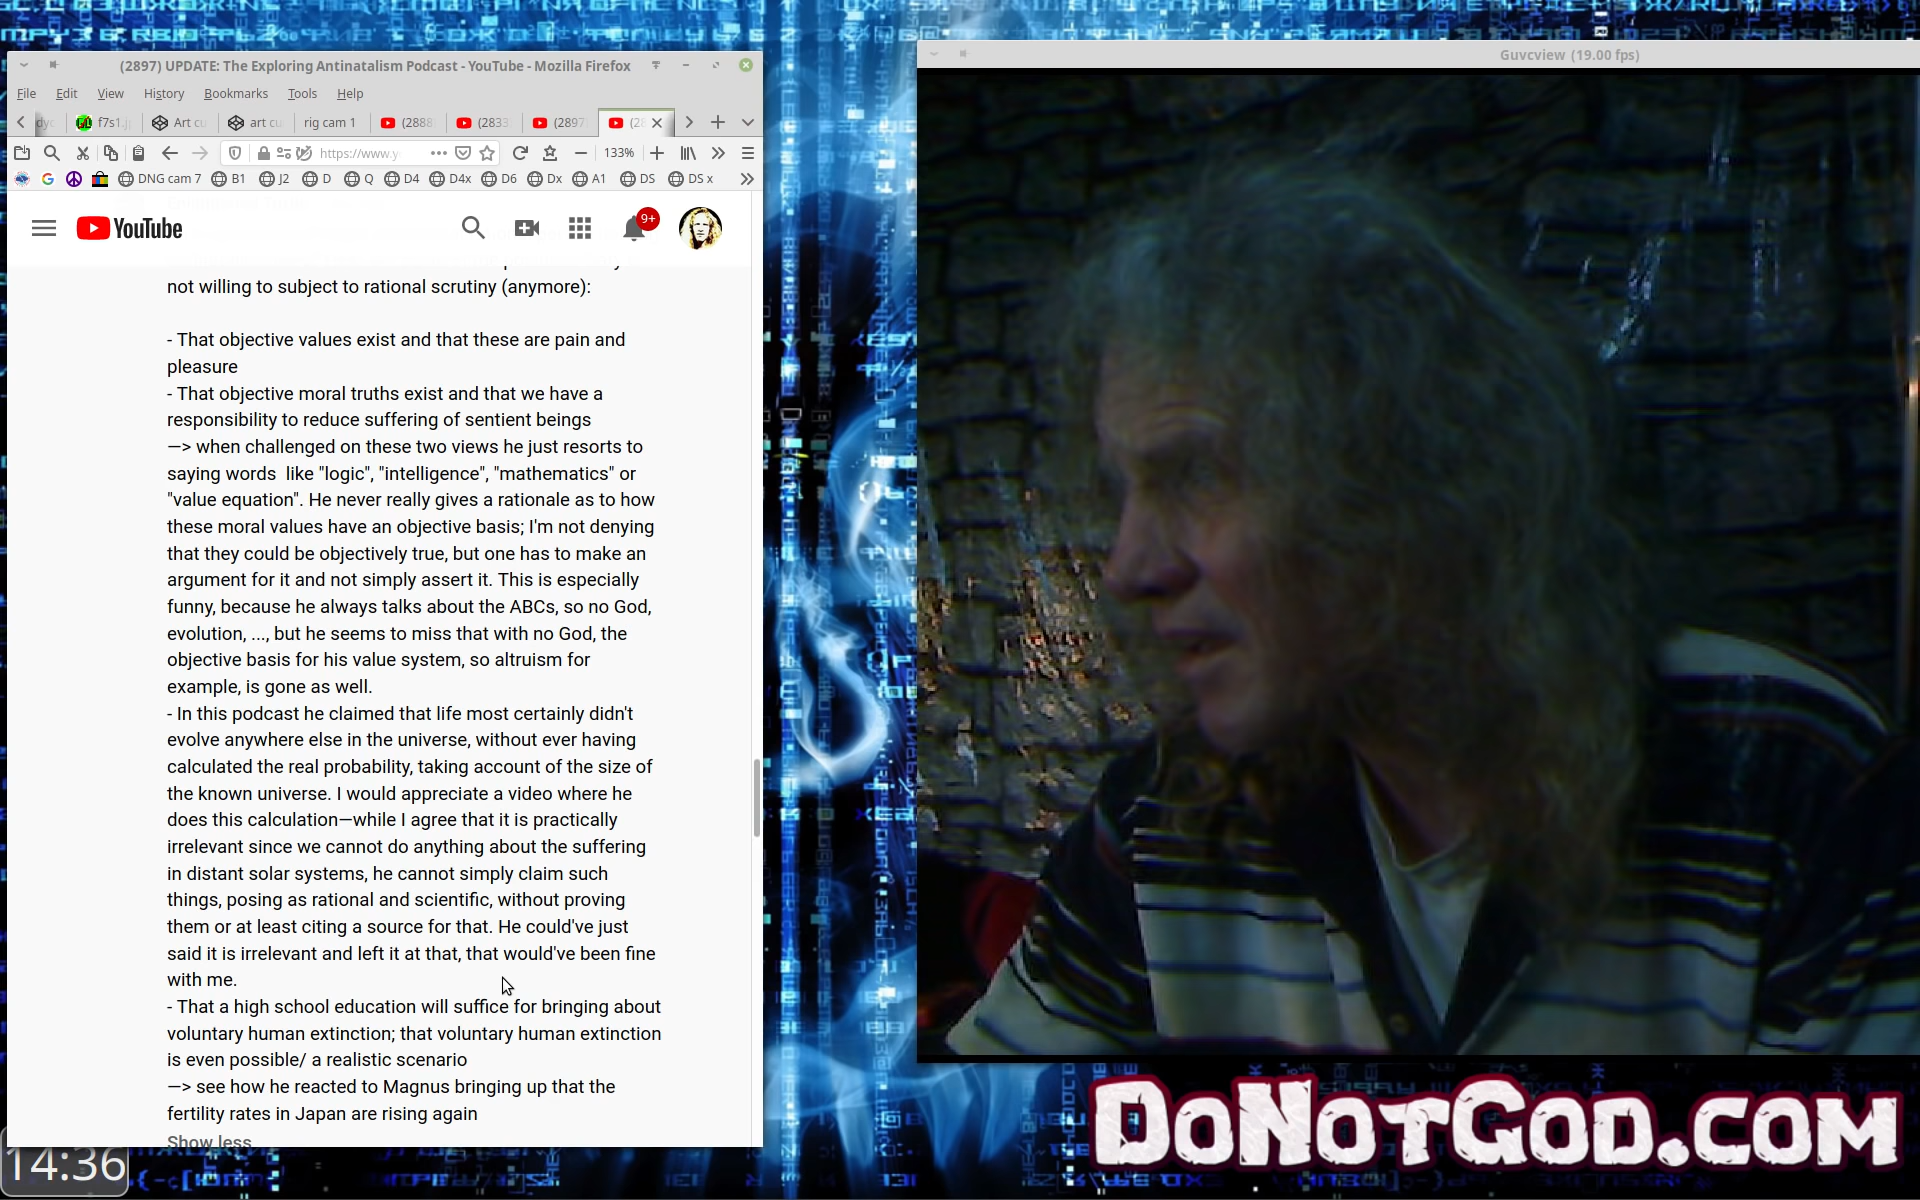 (2897) UPDATE: The Exploring Antinatalism Podcast - YouTube - Mozilla Firefox
Guvcview (19.00 fps)
File Edit View History Bookmarks Tools Help
f7s1.j Art cu art cu rig cam 1 (2888 (2833 (2897 (28
https://www.y 133%
DNG cam 7 B1 J2 D Q D4 D4x D6 Dx A1 DS DS x
YouTube 9+
not willing to subject to rational scrutiny (anymore):
- That objective values exist and that these are pain and
pleasure
- That objective moral truths exist and that we have a
responsibility to reduce suffering of sentient beings
—> when challenged on these two views he just resorts to
saying words like "logic", "intelligence", "mathematics" or
"value equation". He never really gives a rationale as to how
these moral values have an objective basis; I'm not denying
that they could be objectively true, but one has to make an
argument for it and not simply assert it. This is especially
funny, because he always talks about the ABCs, so no God,
evolution, ..., but he seems to miss that with no God, the
objective basis for his value system, so altruism for
example, is gone as well.
- In this podcast he claimed that life most certainly didn't
evolve anywhere else in the universe, without ever having
calculated the real probability, taking account of the size of
the known universe. I would appreciate a video where he
does this calculation—while I agree that it is practically
irrelevant since we cannot do anything about the suffering
in distant solar systems, he cannot simply claim such
things, posing as rational and scientific, without proving
them or at least citing a source for that. He could've just
said it is irrelevant and left it at that, that would've been fine
with me.
- That a high school education will suffice for bringing about
voluntary human extinction; that voluntary human extinction
is even possible/ a realistic scenario
—> see how he reacted to Magnus bringing up that the
fertility rates in Japan are rising again
Show less
14:36
DoNotGod.com